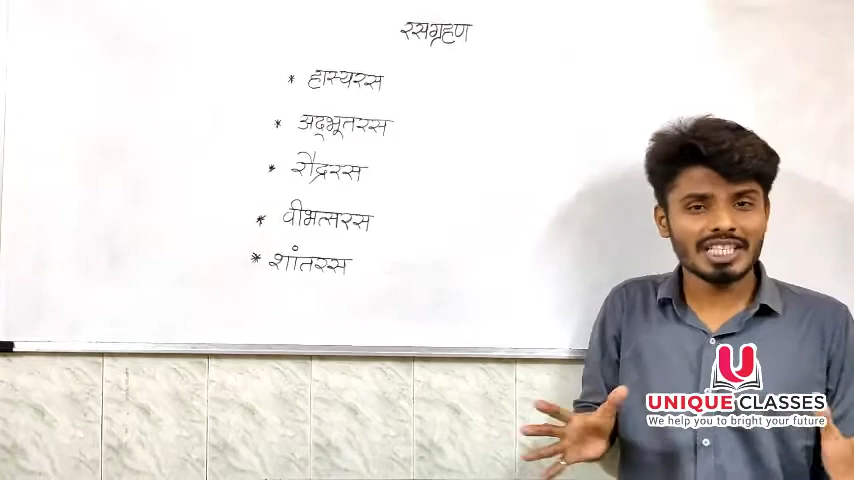 रसग्रहण
* हास्यरस
* अद्भूतरस
* रौद्ररस
* वीभत्सरस
* शांतरस
UNIQUE CLASSES
We help you to bright your future